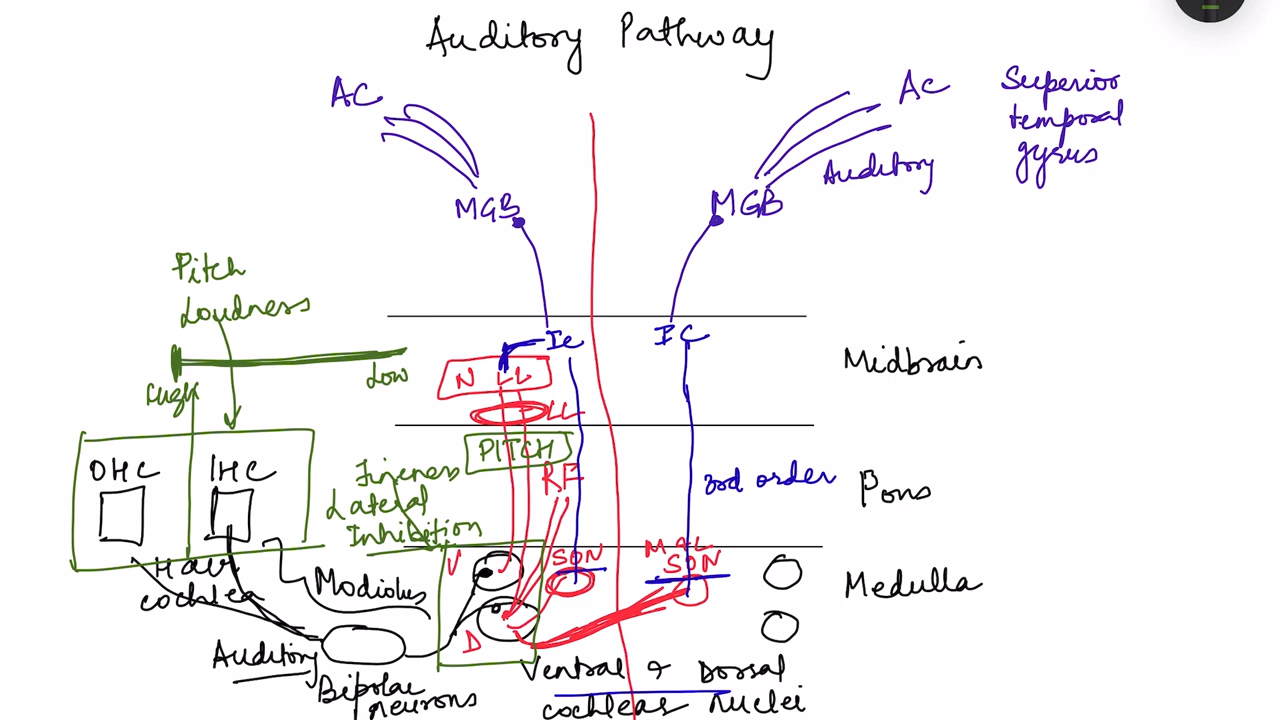 Auditory Pathway
AC
AC
Superior
temporal
gyrus
Auditory
MGB
MGB
Pitch
Loudness
High
Low
IC
IC
Midbrain
N LL
LL
PITCH
OHC
IHC
Fineness
Lateral
Inhibition
RF
3rd order
Pons
V
SON
MAL
SON
Medulla
Hair
cochlea
Modiolus
D
Auditory
Bipolar
neurons
Ventral & Dorsal
cochlear nuclei